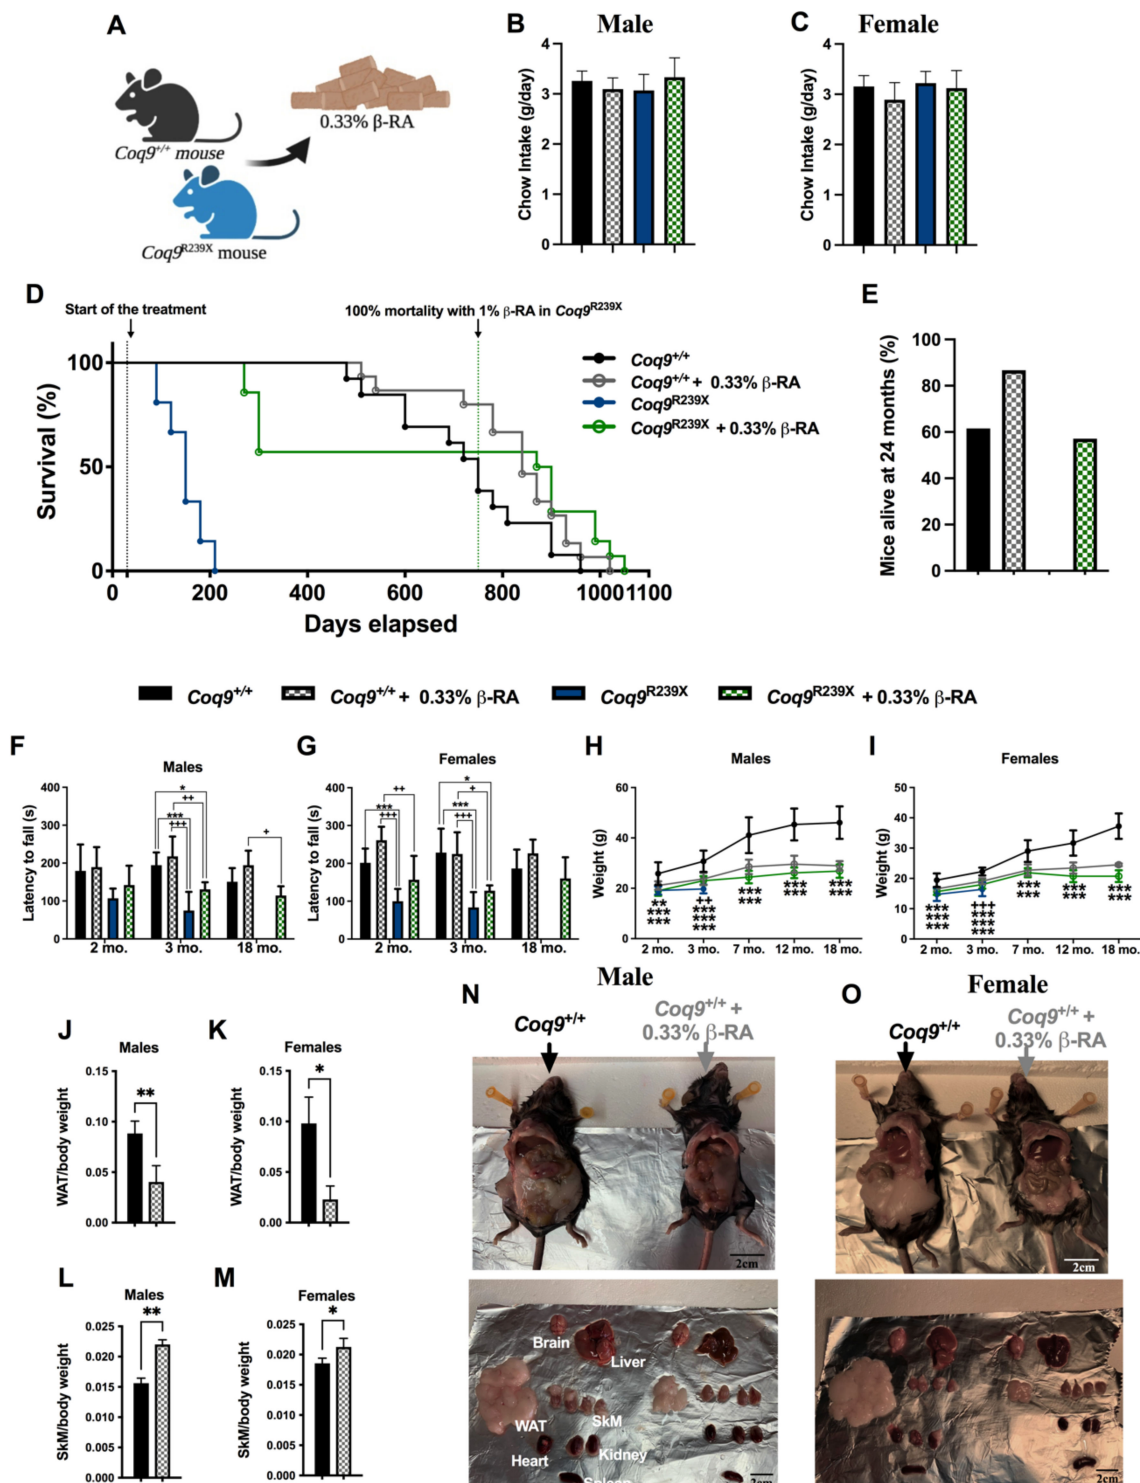 A
0.33% β-RA
Coq9+/+ mouse
Coq9R239X mouse
B Male
Chow Intake (g/day)
4
3
2
1
0
C Female
Chow Intake (g/day)
4
3
2
1
0
D
Start of the treatment
100% mortality with 1% β-RA in Coq9R239X
Survival (%)
100
50
0
0 200 400 600 800 1000 1100
Days elapsed
Coq9+/+
Coq9+/+ + 0.33% β-RA
Coq9R239X
Coq9R239X + 0.33% β-RA
E
Mice alive at 24 months (%)
100
80
60
40
20
0
Coq9+/+ Coq9+/+ + 0.33% β-RA Coq9R239X Coq9R239X + 0.33% β-RA
F
Males
Latency to fall (s)
400
300
200
100
0
*
++
***
+++
+
2 mo. 3 mo. 18 mo.
G
Females
Latency to fall (s)
400
300
200
100
0
++
***
+++
*
+
***
+++
2 mo. 3 mo. 18 mo.
H
Males
Weight (g)
60
40
20
0
** ++ *** *** ***
*** *** *** *** ***
*** ***
***
2 mo. 3 mo. 7 mo. 12 mo. 18 mo.
I
Females
Weight (g)
50
40
30
20
10
0
*** +++ *** *** ***
*** *** *** *** ***
*** ***
***
2 mo. 3 mo. 7 mo. 12 mo. 18 mo.
J
Males
WAT/body weight
**
0.15
0.10
0.05
0.00
K
Females
WAT/body weight
*
0.15
0.10
0.05
0.00
L
Males
SkM/body weight
**
0.025
0.020
0.015
0.010
0.005
0.000
M
Females
SkM/body weight
*
0.025
0.020
0.015
0.010
0.005
0.000
N Male
Coq9+/+
Coq9+/+ +
0.33% β-RA
2cm
Brain
Liver
WAT
SkM
Heart
Kidney
Spleen
2cm
O Female
Coq9+/+
Coq9+/+ +
0.33% β-RA
2cm
2cm